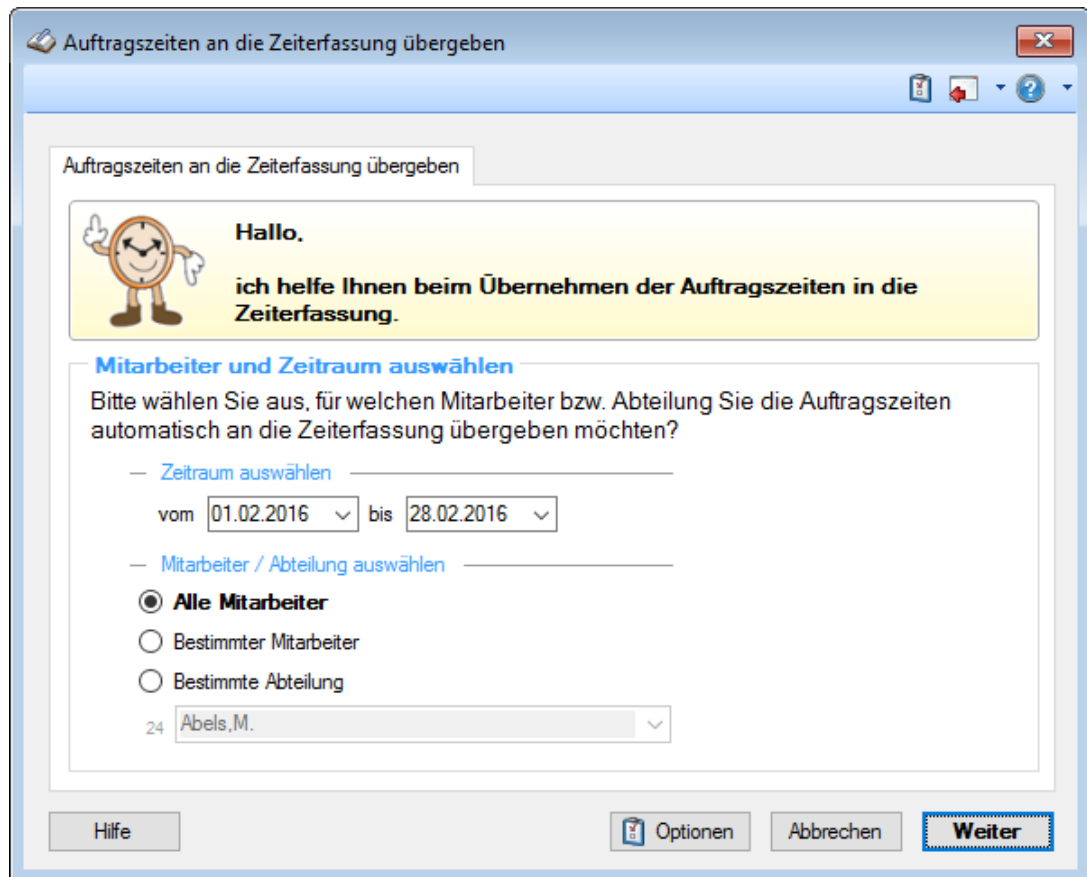 Auftragszeiten an die Zeiterfassung übergeben
Auftragszeiten an die Zeiterfassung übergeben
Hallo,
ich helfe Ihnen beim Übernehmen der Auftragszeiten in die
Zeiterfassung.
Mitarbeiter und Zeitraum auswählen
Bitte wählen Sie aus, für welchen Mitarbeiter bzw. Abteilung Sie die Auftragszeiten
automatisch an die Zeiterfassung übergeben möchten?
Zeitraum auswählen
vom 01.02.2016 bis 28.02.2016
Mitarbeiter / Abteilung auswählen
Alle Mitarbeiter
Bestimmter Mitarbeiter
Bestimmte Abteilung
24 Abels,M.
Hilfe Optionen Abbrechen Weiter